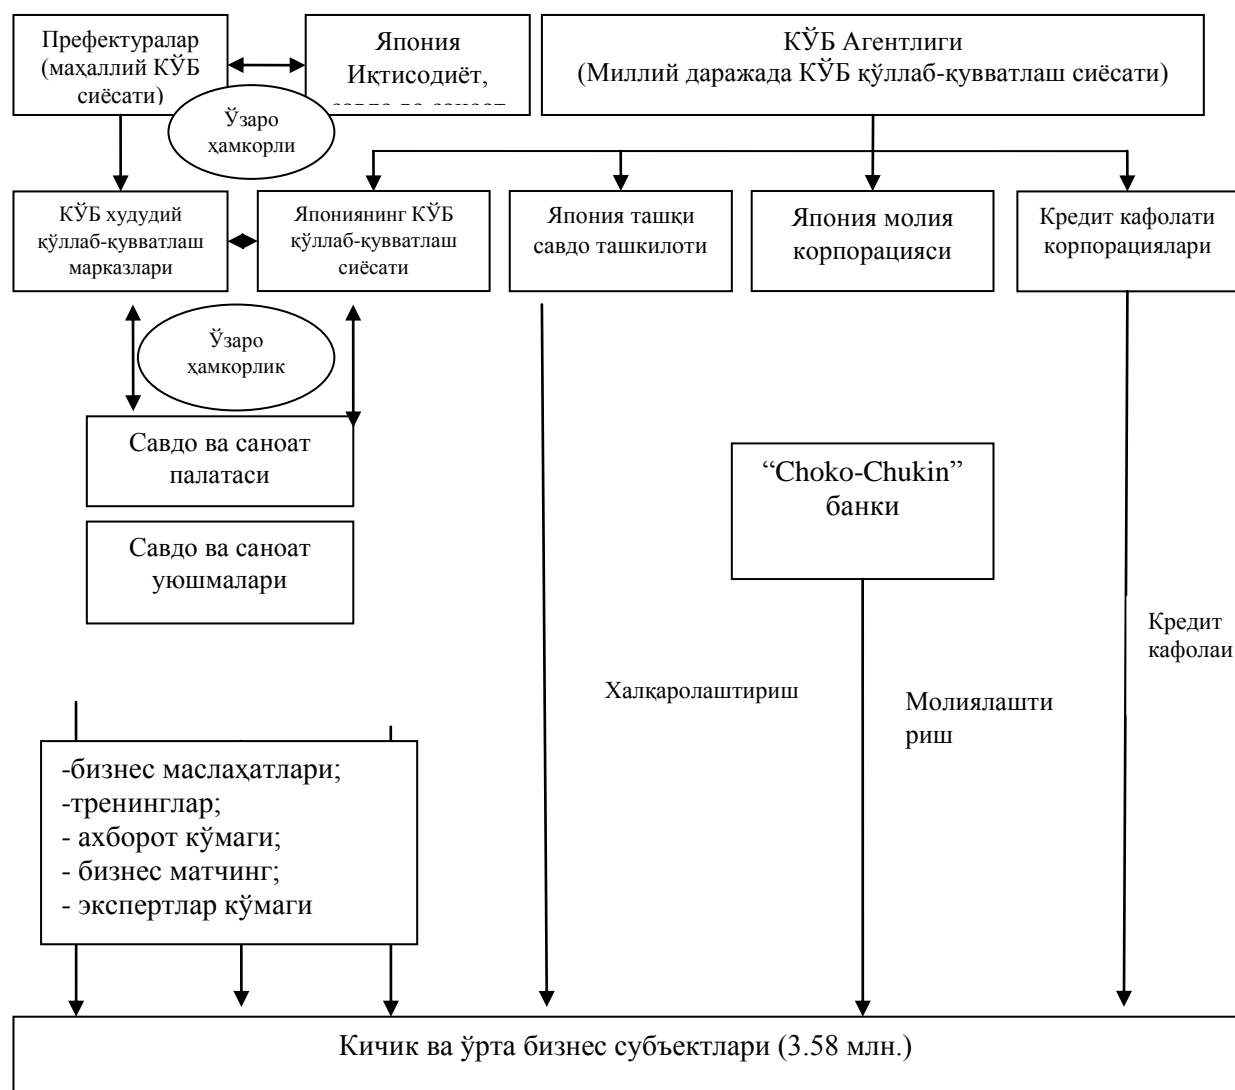 Префектуралар
(маҳаллий КЎБ
сиёсати)
Япония
Иқтисодиёт,
КЎБ Агентлиги
(Миллий даражада КЎБ қўллаб-қувватлаш сиёсати)
Ўзаро
ҳамкорли
КЎБ худудий
қўллаб-қувватлаш
марказлари
Япониянинг КЎБ
қўллаб-қувватлаш
сиёсати
Япония ташқи
савдо ташкилоти
Япония молия
корпорацияси
Кредит кафолати
корпорациялари
Ўзаро
ҳамкорлик
Савдо ва саноат
палатаси
“Choko-Chukin”
банки
Савдо ва саноат
уюшмалари
Кредит
кафолаи
Халқаролаштириш
Молиялашти
риш
-бизнес маслаҳатлари;
-тренинглар;
- ахборот кўмаги;
- бизнес матчинг;
- экспертлар кўмаги
Кичик ва ўрта бизнес субъектлари (3.58 млн.)